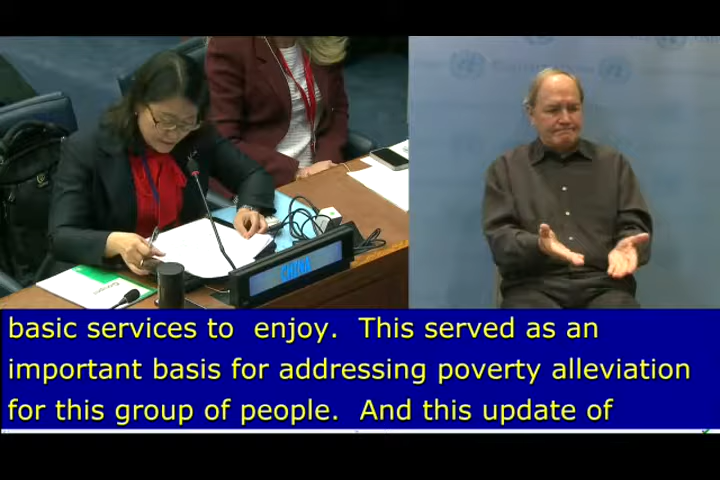 CHINA
basic services to  enjoy.  This served as an
important basis for addressing poverty alleviation
for this group of people.  And this update of